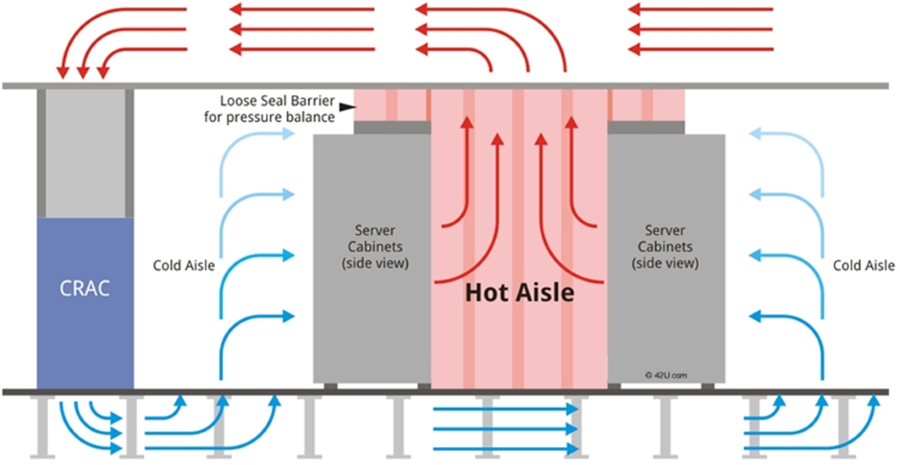 Loose Seal Barrier
for pressure balance
Server
Cabinets
(side view)
Server
Cabinets
(side view)
Cold Aisle
Cold Aisle
CRAC
Hot Aisle
© 42U.com